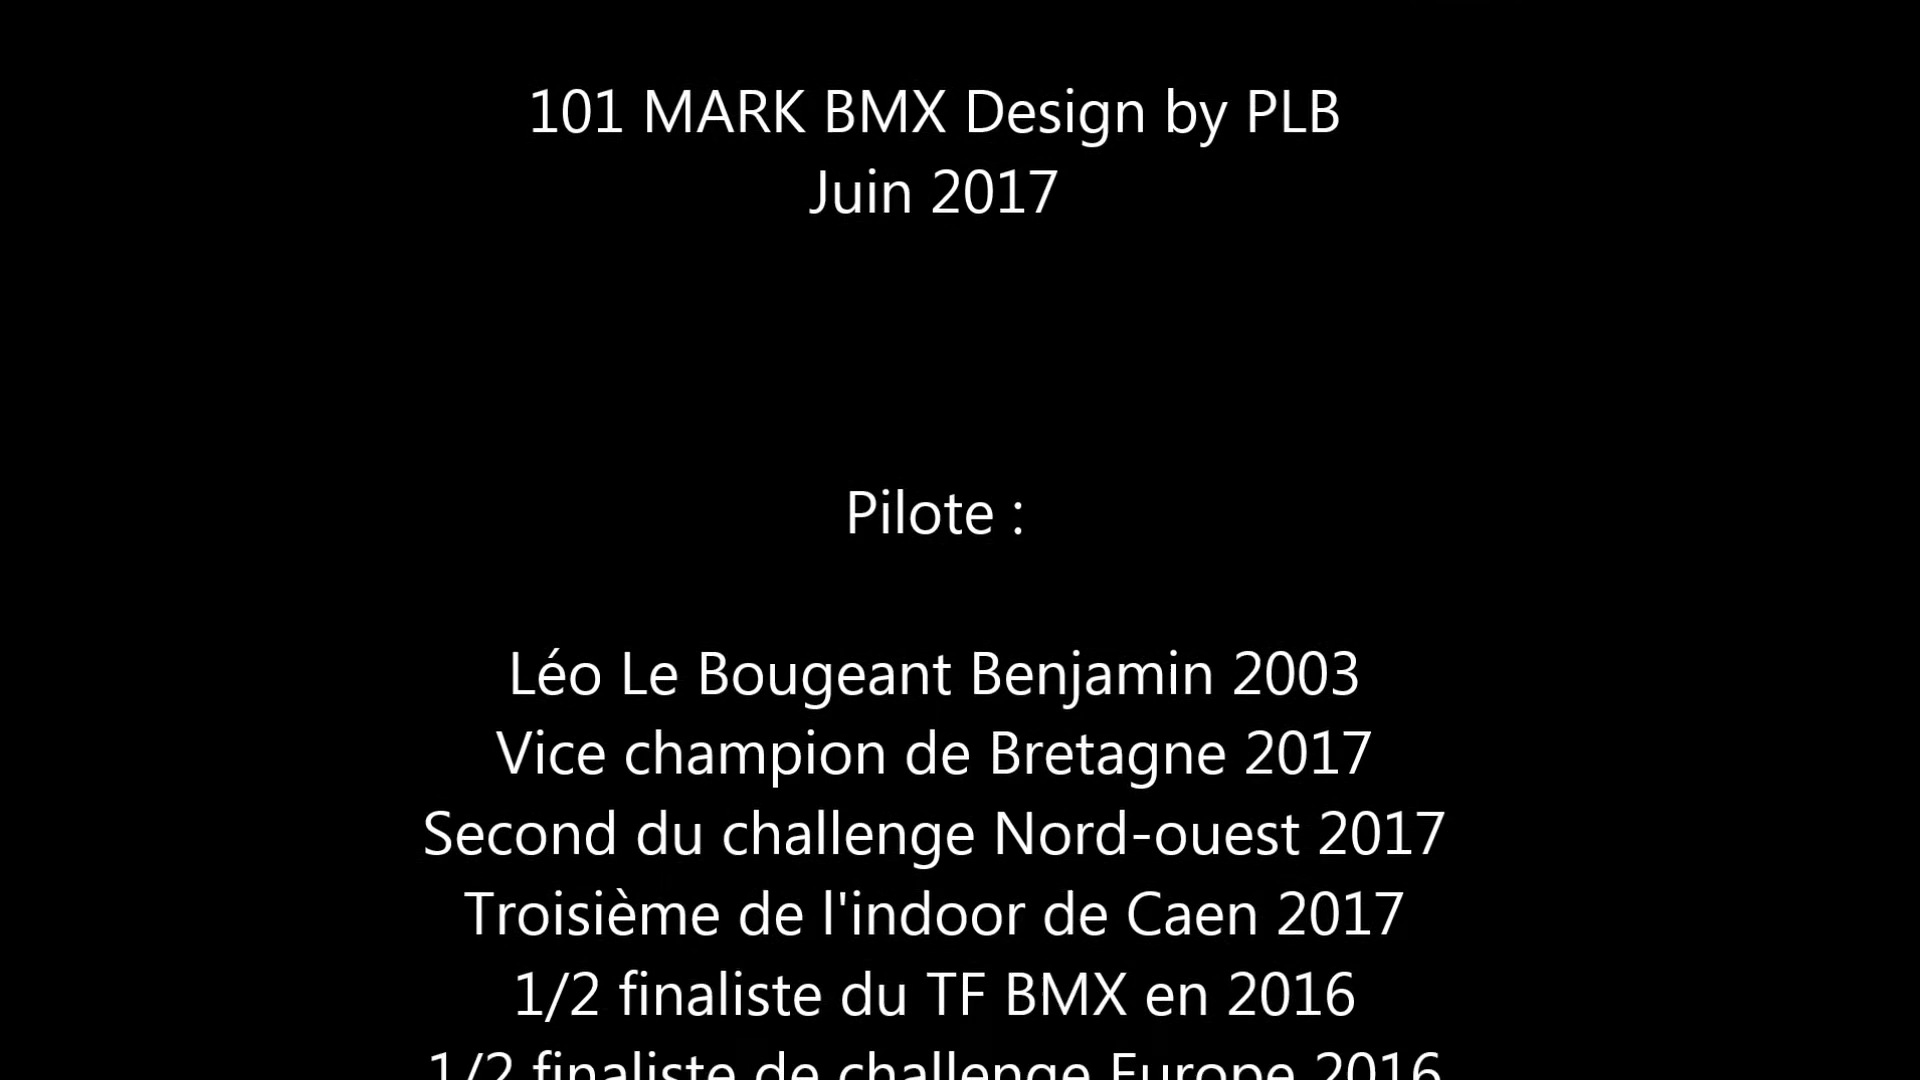 101 MARK BMX Design by PLB
Juin 2017
Pilote :
Léo Le Bougeant Benjamin 2003
Vice champion de Bretagne 2017
Second du challenge Nord-ouest 2017
Troisième de l'indoor de Caen 2017
1/2 finaliste du TF BMX en 2016
1/2 finaliste de challenge Europe 2016